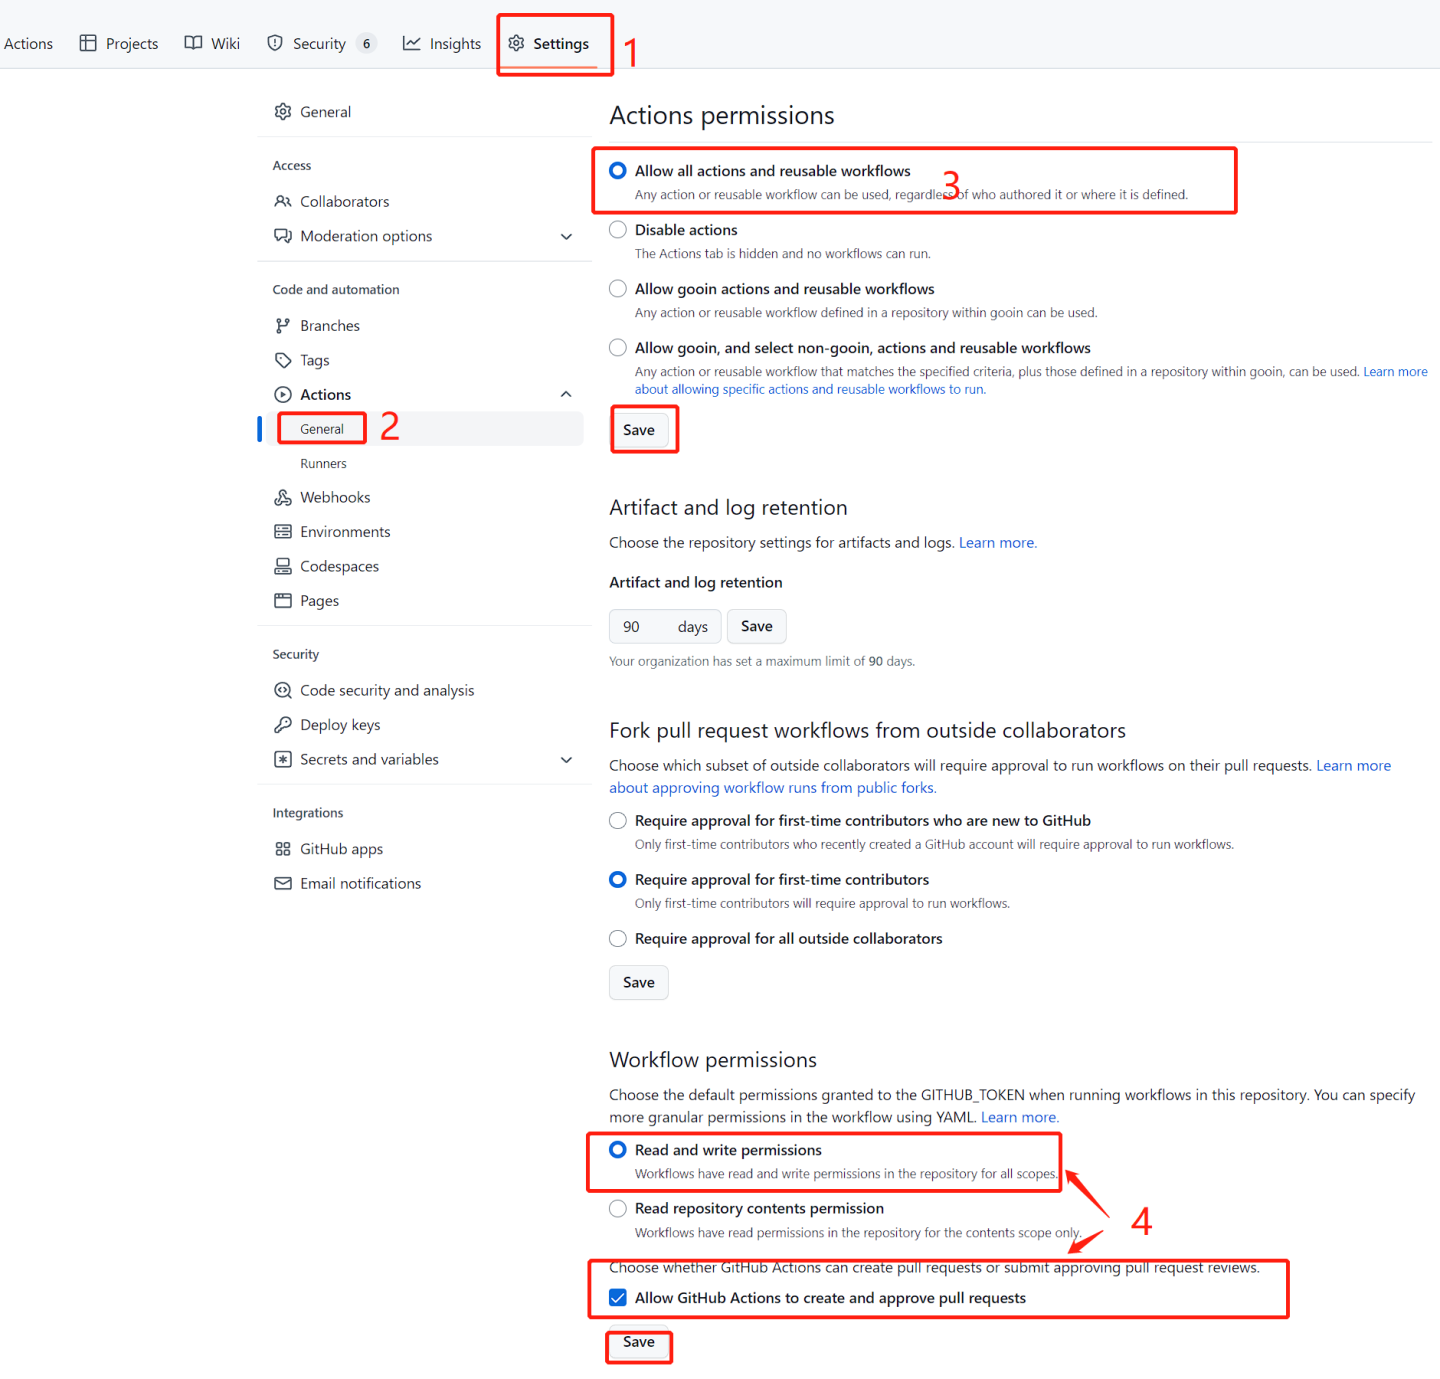 Actions Projects Wiki Security 6 Insights Settings 1
General
Access
Collaborators
Moderation options
Code and automation
Branches
Tags
Actions
General 2
Runners
Webhooks
Environments
Codespaces
Pages
Security
Code security and analysis
Deploy keys
Secrets and variables
Integrations
GitHub apps
Email notifications
Actions permissions
Allow all actions and reusable workflows
3
Any action or reusable workflow can be used, regardless of who authored it or where it is defined.
Disable actions
The Actions tab is hidden and no workflows can run.
Allow gooin actions and reusable workflows
Any action or reusable workflow defined in a repository within gooin can be used.
Allow gooin, and select non-gooin, actions and reusable workflows
Any action or reusable workflow that matches the specified criteria, plus those defined in a repository within gooin, can be used. Learn more
about allowing specific actions and reusable workflows to run.
Save
Artifact and log retention
Choose the repository settings for artifacts and logs. Learn more.
Artifact and log retention
90 days Save
Your organization has set a maximum limit of 90 days.
Fork pull request workflows from outside collaborators
Choose which subset of outside collaborators will require approval to run workflows on their pull requests. Learn more
about approving workflow runs from public forks.
Require approval for first-time contributors who are new to GitHub
Only first-time contributors who recently created a GitHub account will require approval to run workflows.
Require approval for first-time contributors
Only first-time contributors will require approval to run workflows.
Require approval for all outside collaborators
Save
Workflow permissions
Choose the default permissions granted to the GITHUB_TOKEN when running workflows in this repository. You can specify
more granular permissions in the workflow using YAML. Learn more.
Read and write permissions
Workflows have read and write permissions in the repository for all scopes.
Read repository contents permission
4
Workflows have read permissions in the repository for the contents scope only.
Choose whether GitHub Actions can create pull requests or submit approving pull request reviews.
Allow GitHub Actions to create and approve pull requests
Save